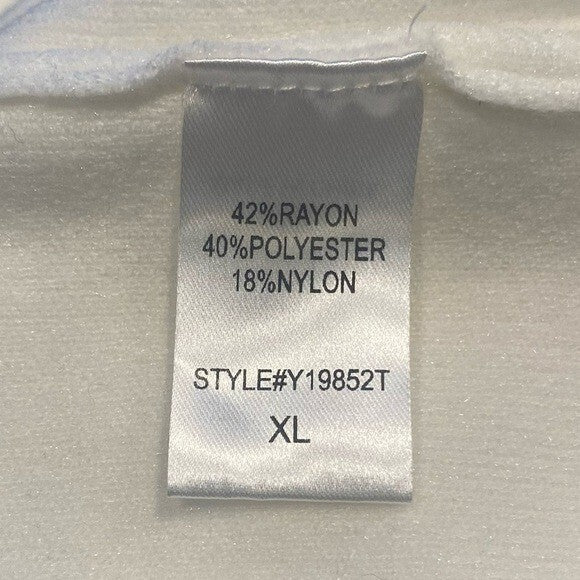 42%RAYON
40%POLYESTER
18%NYLON
STYLE#Y19852T
XL